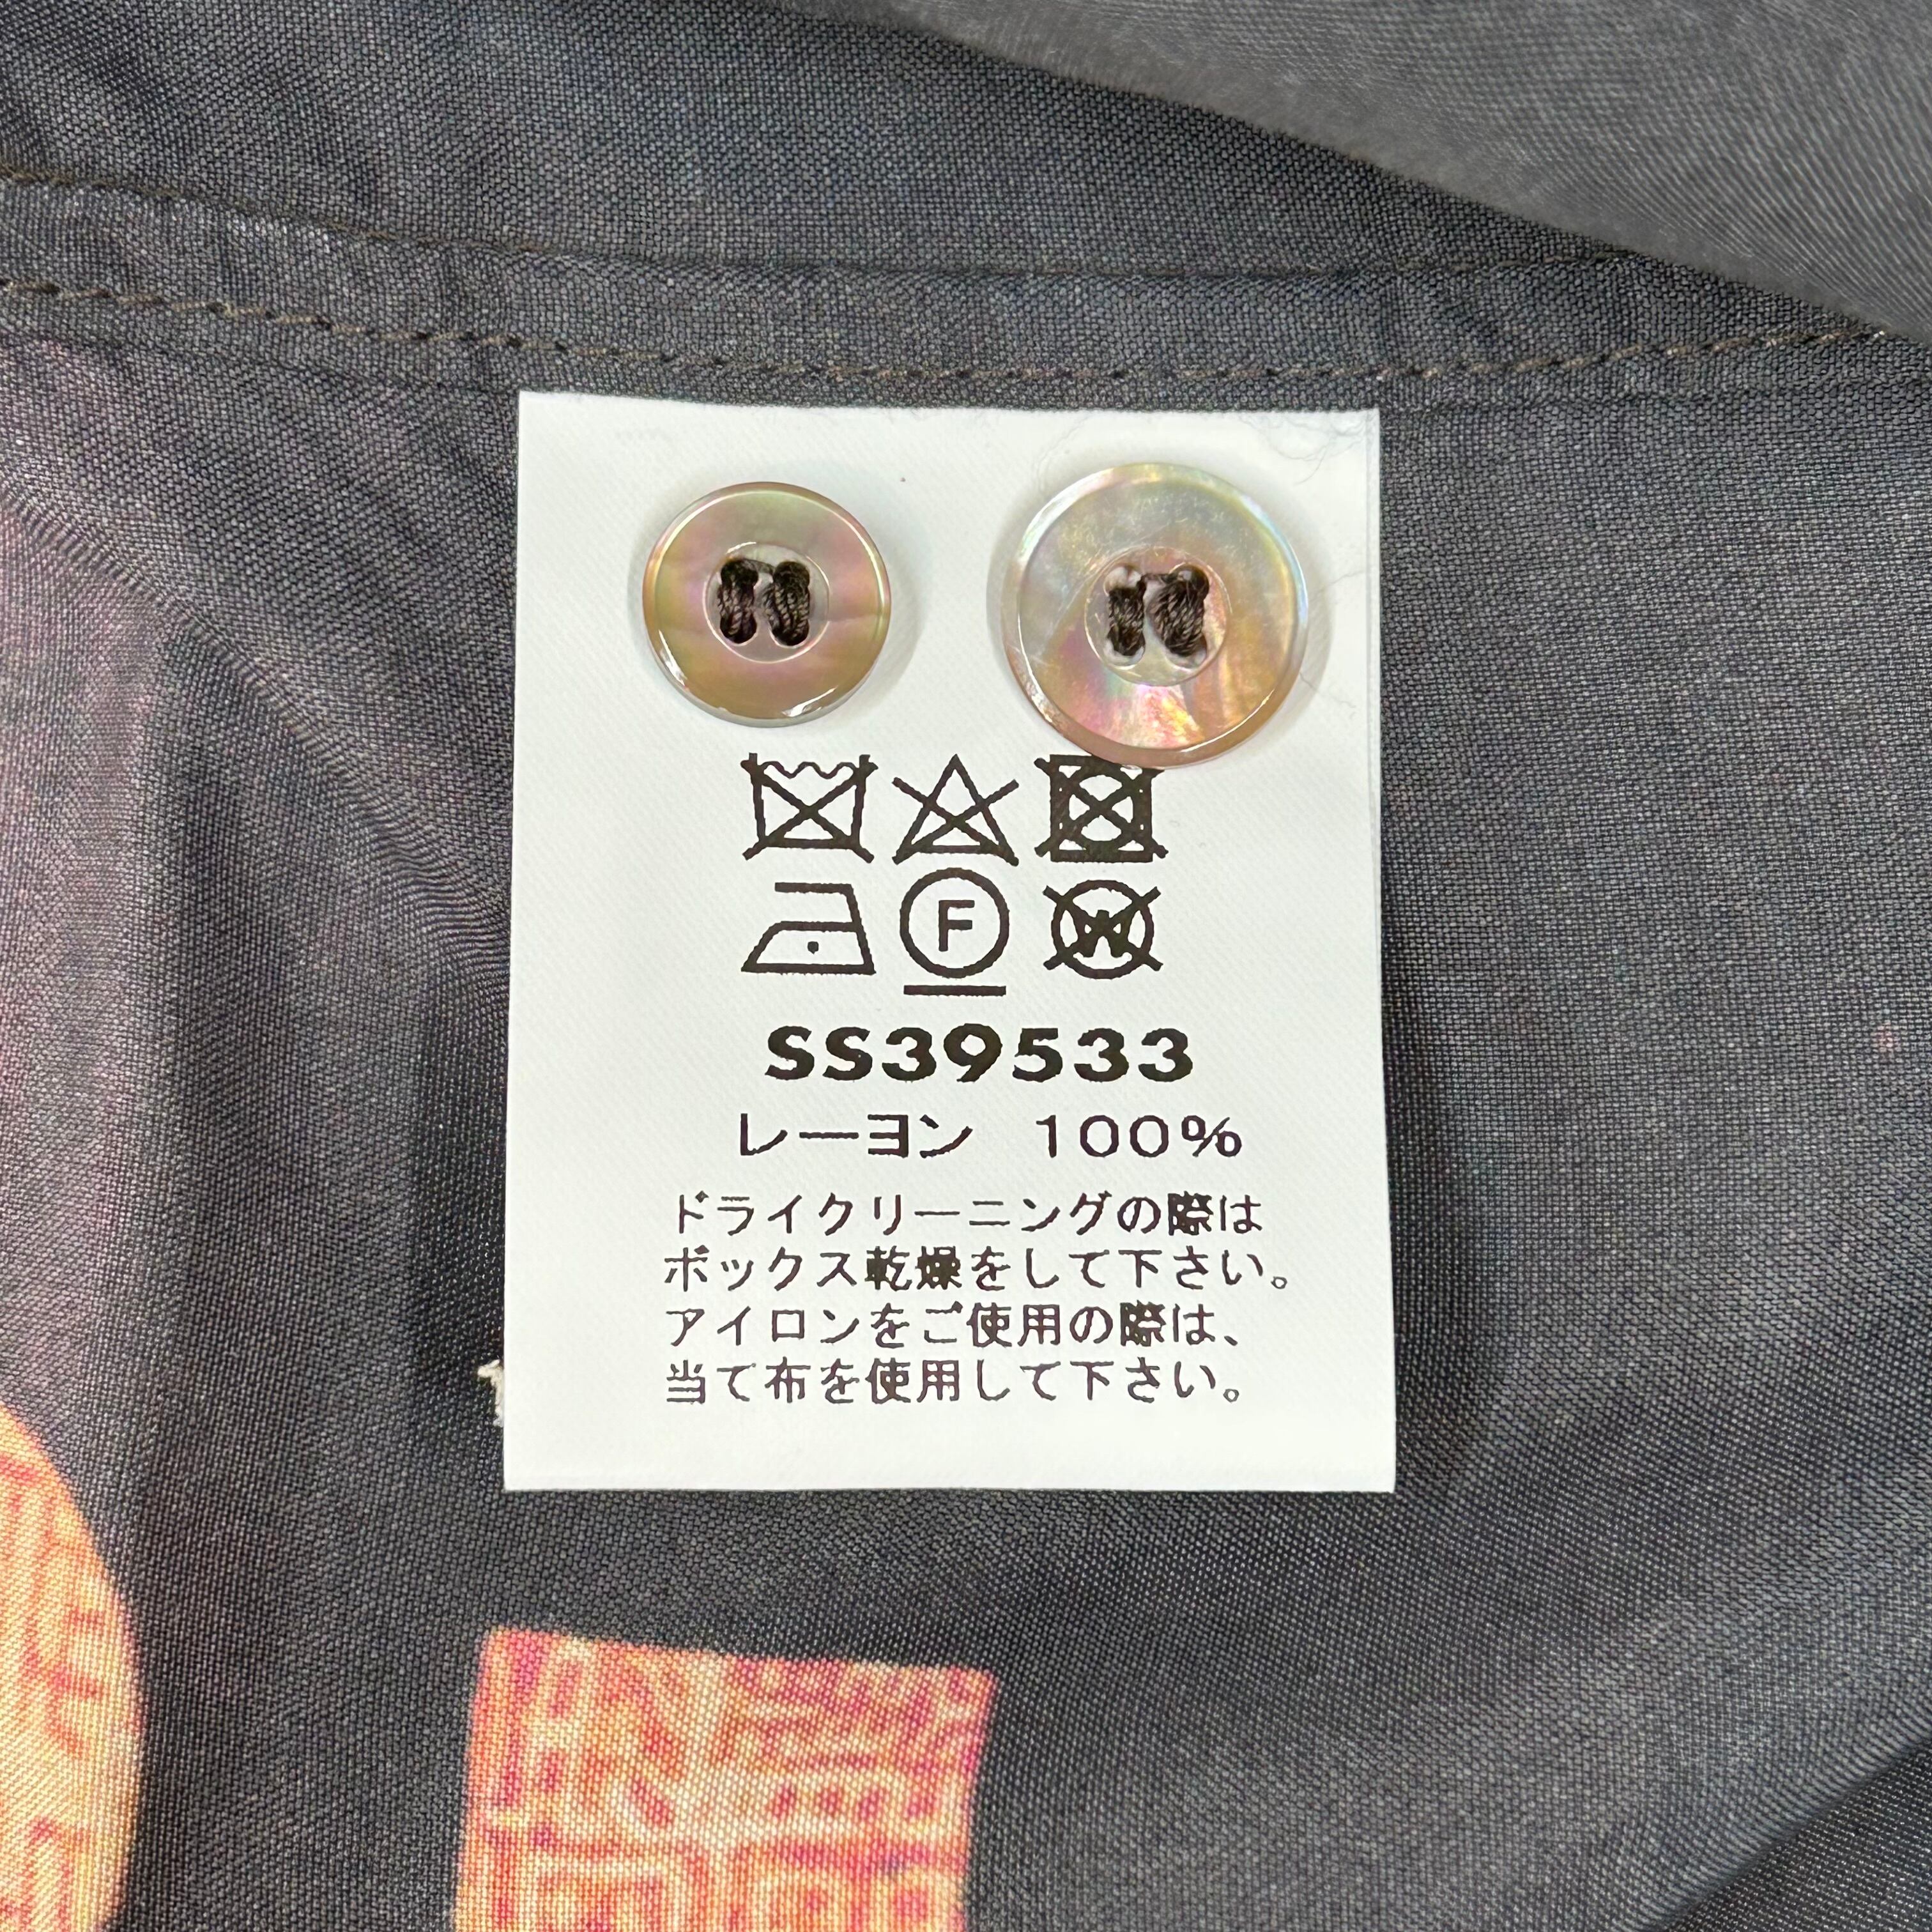 F
W
SS39533
レーヨン 100%
ドライクリーニングの際は
ボックス乾燥をして下さい。
アイロンをご使用の際は、
当て布を使用して下さい。